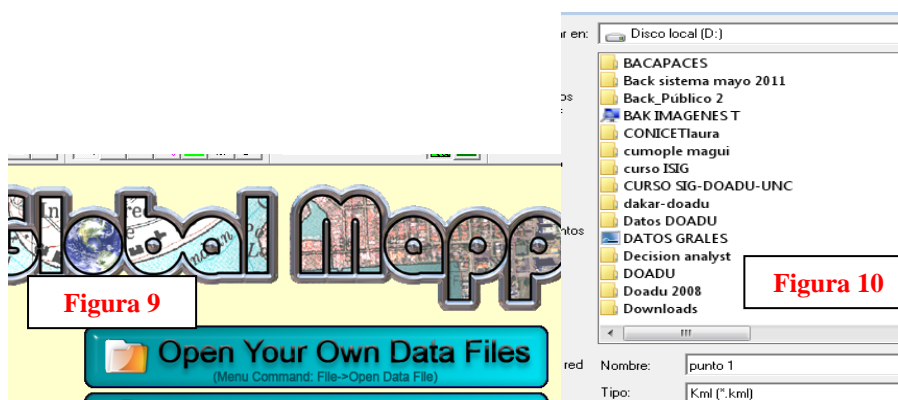 Global Mapp
Figura 9
Open Your Own Data Files
(Menu Command: File->Open Data File)
ar en:
Disco local (D:)
BACAPACES
Back sistema mayo 2011
Back_Público 2
BAK IMAGENES T
CONICETlaura
cumople magui
curso ISIG
CURSO SIG-DOADU-UNC
dakar-doadu
Datos DOADU
DATOS GRALES
Decision analyst
DOADU
Doadu 2008
Downloads
Figura 10
red
Nombre:
punto 1
Tipo:
Kml (*.kml)